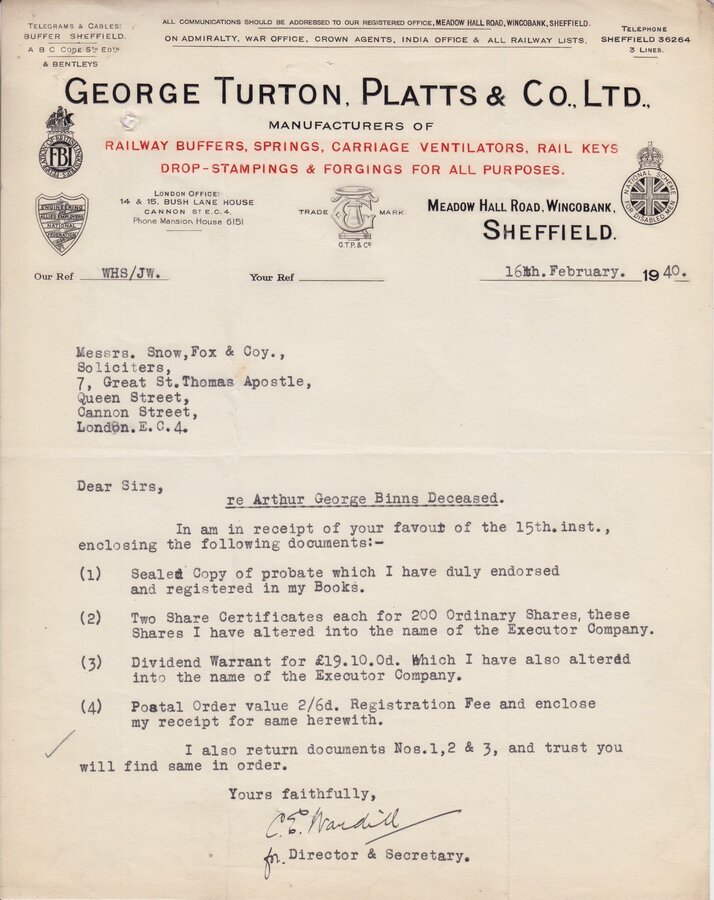 Telegrams & Cables:
Buffer Sheffield.
A B C Code 5th Edtn
& Bentleys
All communications should be addressed to our registered office, Meadow Hall Road, Wincobank, Sheffield.
On Admiralty, War Office, Crown Agents, India Office & all Railway Lists.
Telephone
Sheffield 36264
3 Lines.
George Turton, Platts & Co., Ltd.,
Manufacturers of
Railway Buffers, Springs, Carriage Ventilators, Rail Keys
Drop-Stampings & Forgings for all purposes.
FBI
Engineering
Allied Employers
National
Federation
London Office:
14 & 15, Bush Lane House
Cannon St E.C.4.
Phone Mansion House 6151
Trade Mark.
G.T.P. & Co
National Scheme
for Disabled Men
Meadow Hall Road, Wincobank,
Sheffield.
Our Ref WHS/JW.
Your Ref
16th. February. 1940.
Messrs. Snow,Fox & Coy.,
Soliciters,
7, Great St.Thomas Apostle,
Queen Street,
Cannon Street,
London.E.C.4.
Dear Sirs,
re Arthur George Binns Deceased.
In am in receipt of your favout of the 15th.inst.,
enclosing the following documents:-
(1) Sealed Copy of probate which I have duly endorsed
and registered in my Books.
(2) Two Share Certificates each for 200 Ordinary Shares, these
Shares I have altered into the name of the Executor Company.
(3) Dividend Warrant for £19.10.0d. Which I have also altered
into the name of the Executor Company.
(4) Postal Order value 2/6d. Registration Fee and enclose
my receipt for same herewith.
I also return documents Nos.1,2 & 3, and trust you
will find same in order.
Yours faithfully,
C.E. Wardill
for Director & Secretary.